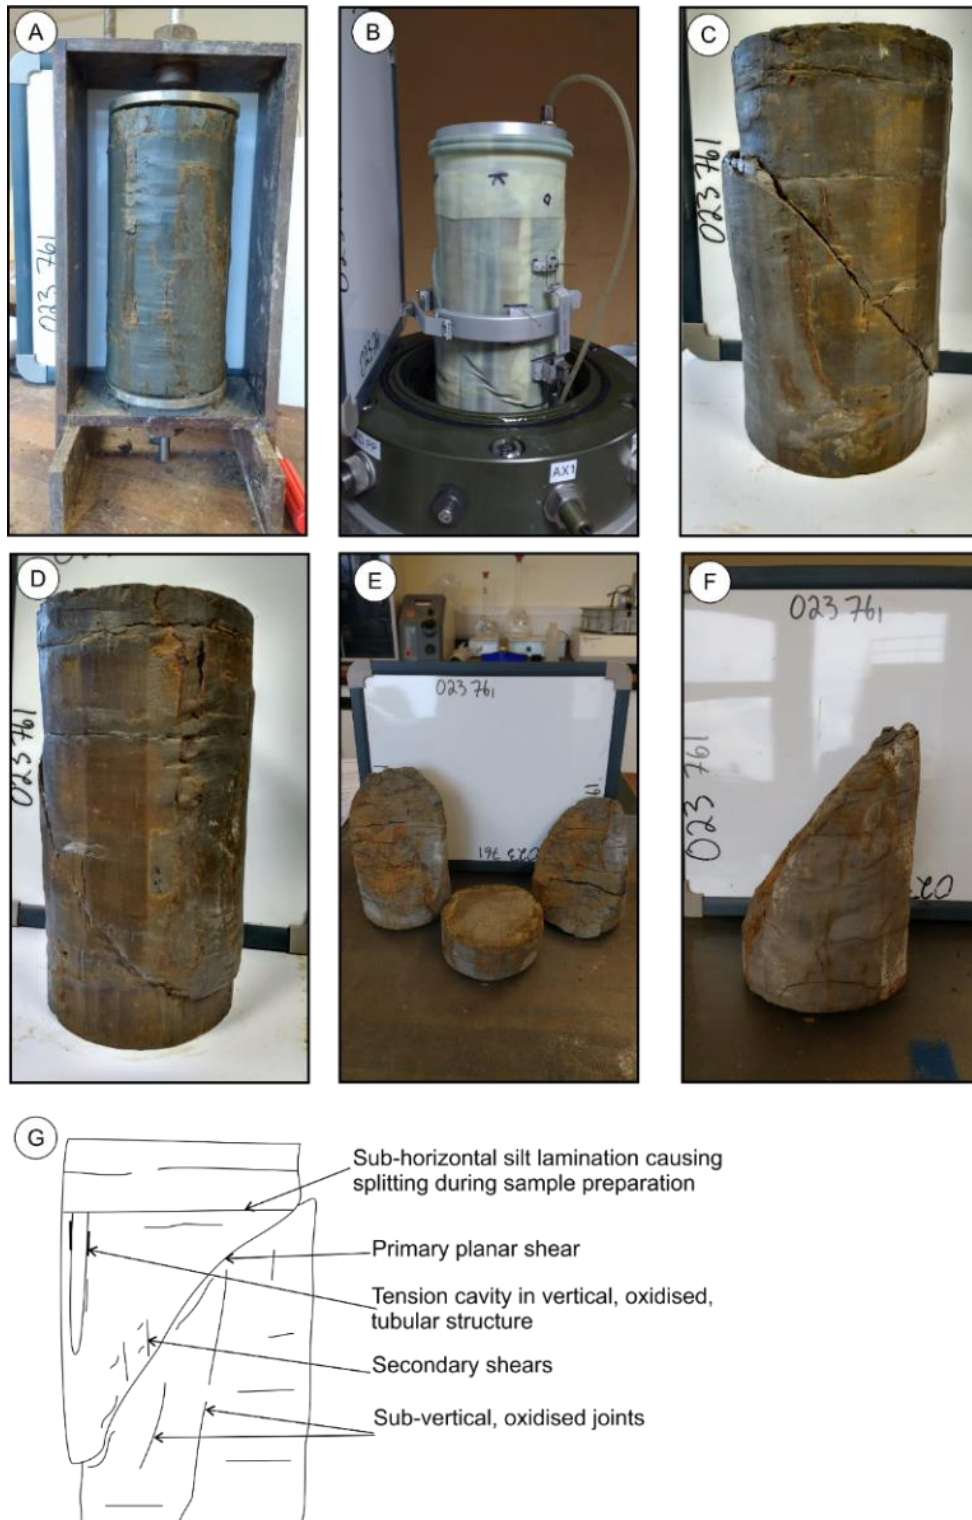 A
B
C
023 761
023 761
AX1
D
E
F
023 761
023 761
023 761
023 761
023 761
G
Sub-horizontal silt lamination causing
splitting during sample preparation
Primary planar shear
Tension cavity in vertical, oxidised,
tubular structure
Secondary shears
Sub-vertical, oxidised joints